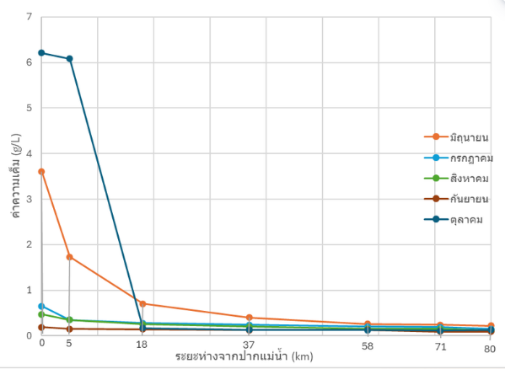 7
6
5
4
3
2
1
0
ค่าความเค็ม (g/L)
0 5 18 37 58 71 80
ระยะห่างจากปากแม่น้ำ (km)
มิถุนายน
กรกฎาคม
สิงหาคม
กันยายน
ตุลาคม